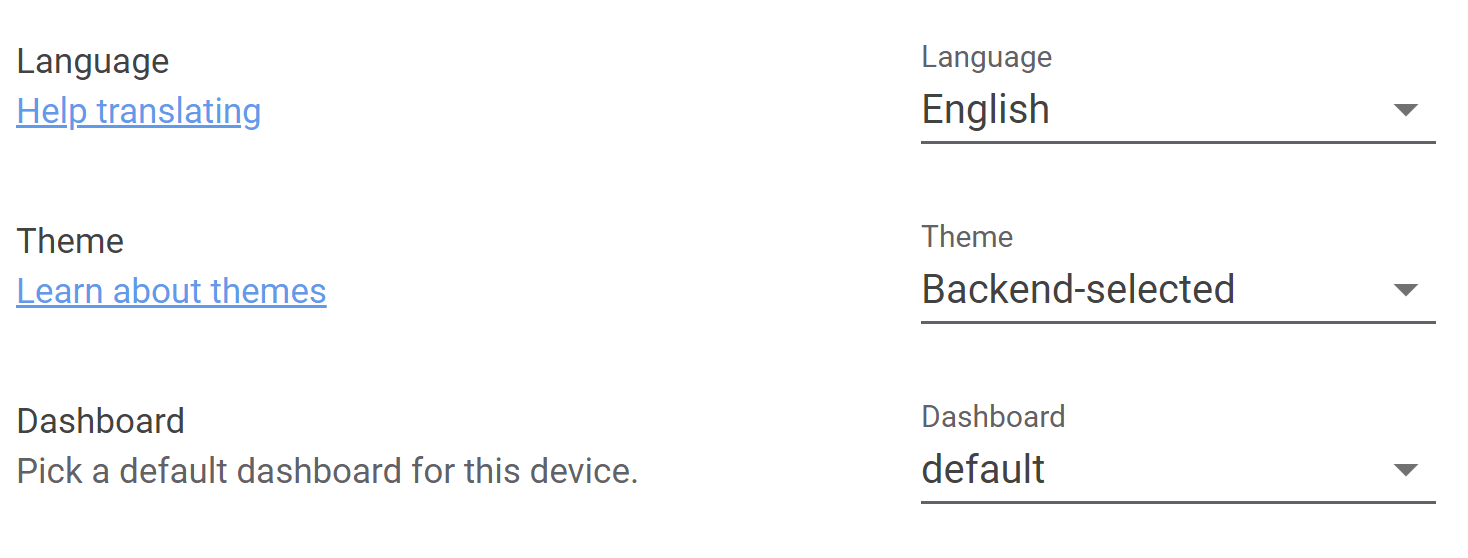 Language
Help translating
Language
English
Theme
Learn about themes
Theme
Backend-selected
Dashboard
Pick a default dashboard for this device.
Dashboard
default